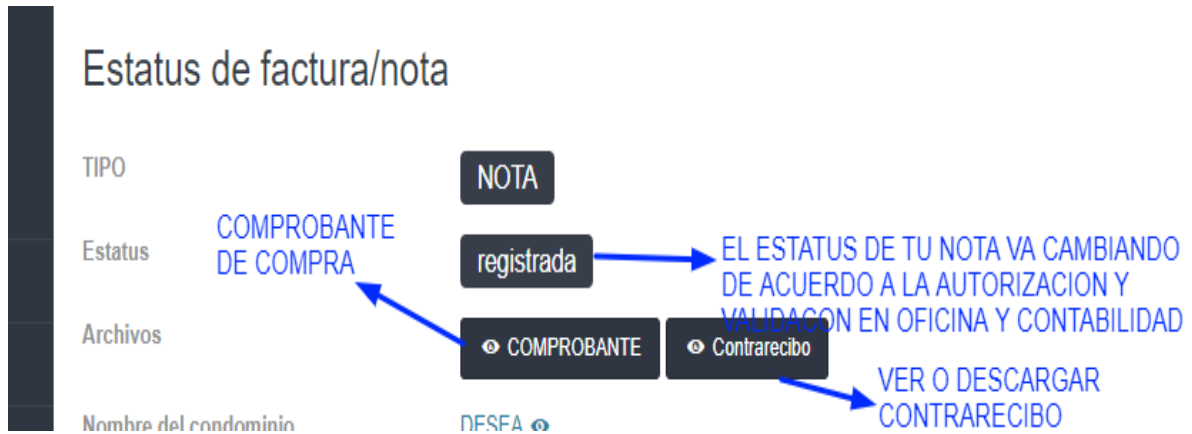 Estatus de factura/nota
TIPO
NOTA
COMPROBANTE
DE COMPRA
Estatus
registrada
EL ESTATUS DE TU NOTA VA CAMBIANDO
DE ACUERDO A LA AUTORIZACION Y
VALIDACON EN OFICINA Y CONTABILIDAD
Archivos
COMPROBANTE
Contrarecibo
VER O DESCARGAR
CONTRARECIBO
Nombre del condominio
DESEA